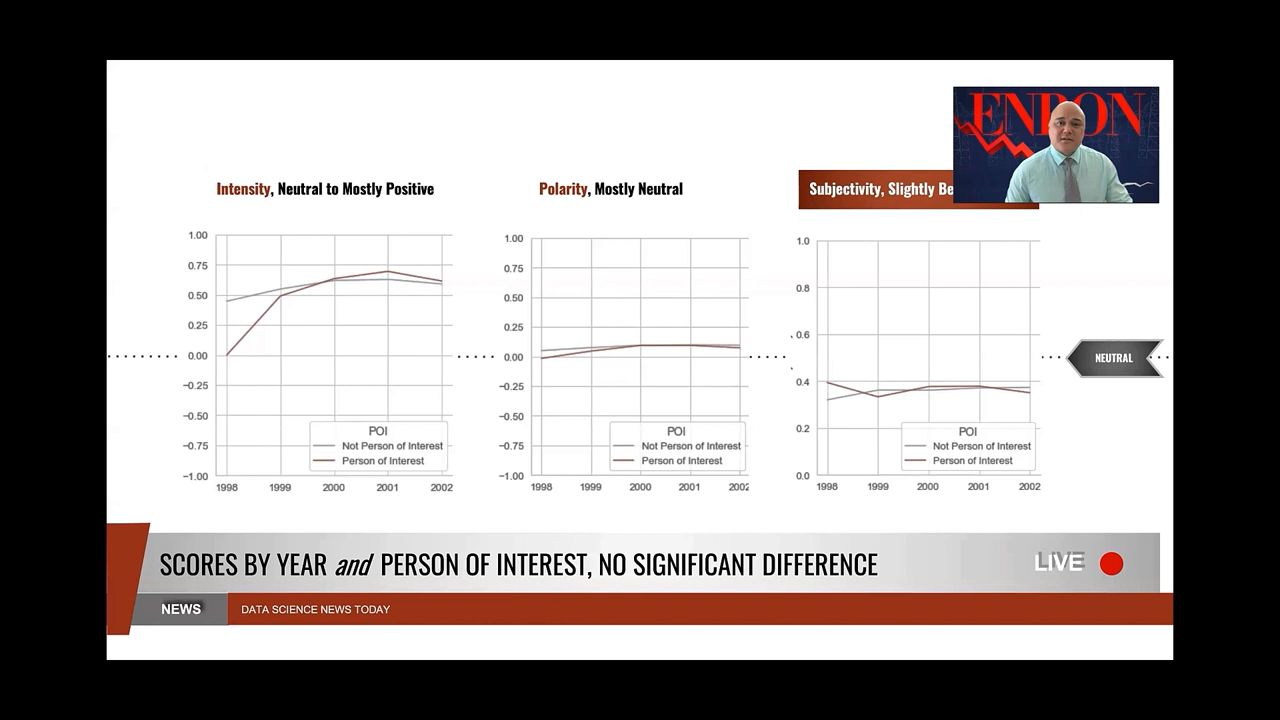 ENRON
Intensity, Neutral to Mostly Positive
1.00
0.75
0.50
0.25
0.00
−0.25
−0.50
−0.75
−1.00
1998 1999 2000 2001 2002
POI
Not Person of Interest
Person of Interest
Polarity, Mostly Neutral
1.00
0.75
0.50
0.25
0.00
−0.25
−0.50
−0.75
−1.00
1998 1999 2000 2001 2002
POI
Not Person of Interest
Person of Interest
Subjectivity, Slightly Be
1.0
0.8
0.6
0.4
0.2
0.0
1998 1999 2000 2001 2002
POI
Not Person of Interest
Person of Interest
NEUTRAL
SCORES BY YEAR and PERSON OF INTEREST, NO SIGNIFICANT DIFFERENCE
LIVE
NEWS
DATA SCIENCE NEWS TODAY